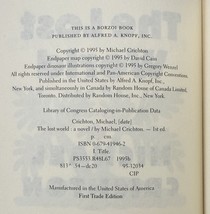 THIS IS A BORZOI BOOK
PUBLISHED BY ALFRED A. KNOPF, INC.
Copyright © 1995 by Michael Crichton
Endpaper map copyright © 1995 by David Cain
Endpaper dinosaur illustrations copyright © 1995 by Gregory Wenzel
All rights reserved under International and Pan-American Copyright Conventions.
Published in the United States by Alfred A. Knopf, Inc.,
New York, and simultaneously in Canada by Random House of Canada Limited,
Toronto. Distributed by Random House, Inc., New York.
Library of Congress Cataloging-in-Publication Data
Crichton, Michael, [date]
The lost world : a novel / by Michael Crichton. — 1st ed.
p. cm.
ISBN 0-679-41946-2
I. Title.
PS3553.R48L67 1995b
813'.54—dc20 95-32034
CIP
Manufactured in the United States of America
First Trade Edition